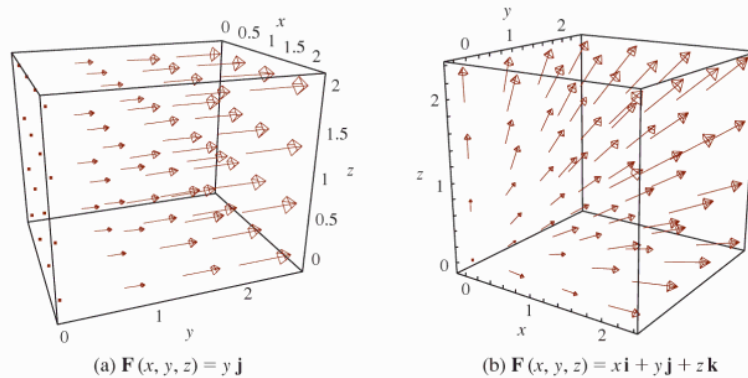 0 0.5 1 1.5 2
x
2
1.5
z
1
0.5
0
0 1 2
y
(a) F (x, y, z) = y j
y
0 1 2
2
z
1
0
0
1
x
2
(b) F (x, y, z) = x i + y j + z k